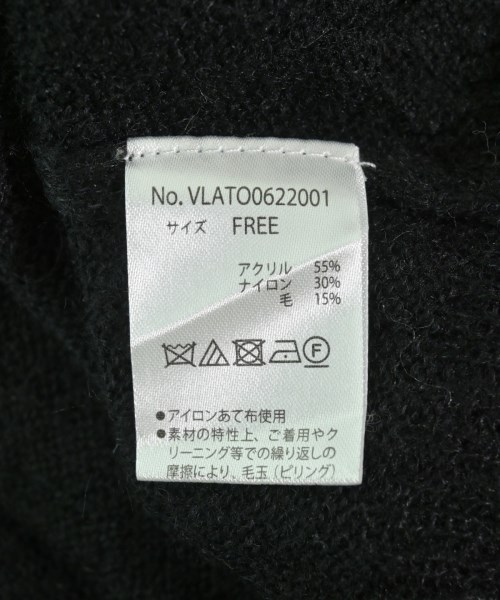 No. VLATO0622001
サイズ FREE
アクリル 55%
ナイロン 30%
毛 15%
F
●アイロンあて布使用
●素材の特性上、ご着用やク
リーニング等での繰り返しの
摩擦により、毛玉（ピリング）